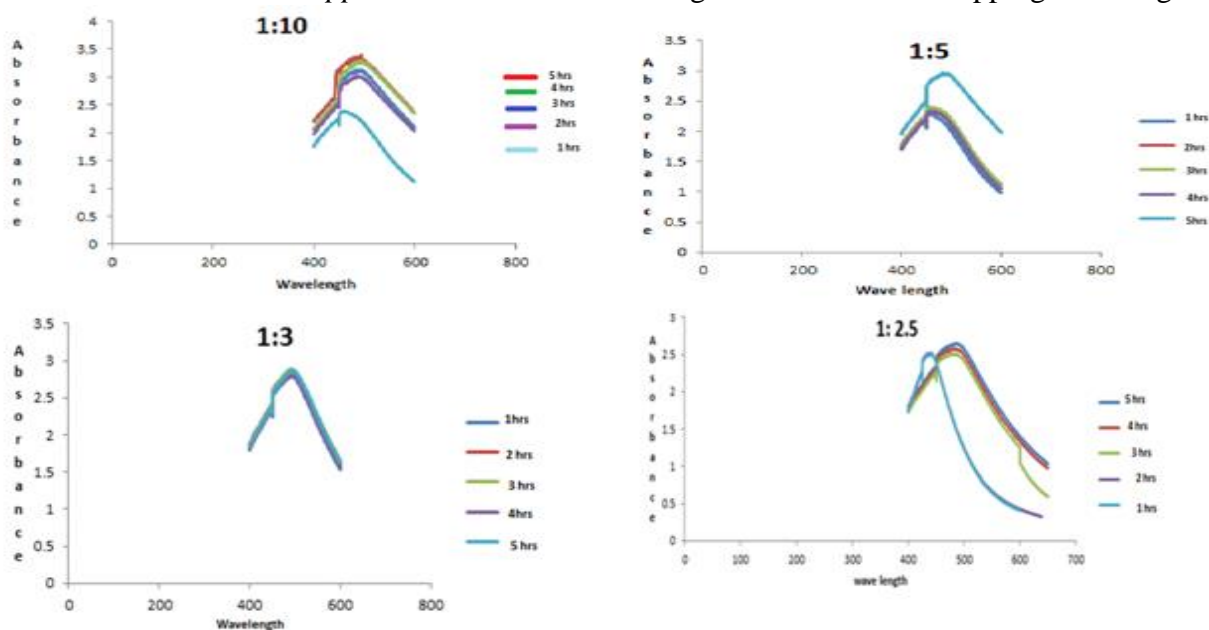 1:10
Absorbance
4
3.5
3
2.5
2
1.5
1
0.5
0
0 200 400 600 800
Wavelength
5 hrs
4 hrs
3 hrs
2hrs
1 hrs
1:5
Absorbance
3.5
3
2.5
2
1.5
1
0.5
0
0 200 400 600 800
Wave length
1 hrs
2hrs
3hrs
4hrs
5hrs
1:3
Absorbance
3.5
3
2.5
2
1.5
1
0.5
0
0 200 400 600 800
Wavelength
1hrs
2 hrs
3 hrs
4hrs
5 hrs
1: 2.5
Absorbance
3
2.5
2
1.5
1
0.5
0
0 100 200 300 400 500 600 700
wave length
5 hrs
4 hrs
3 hrs
2 hrs
1 hrs